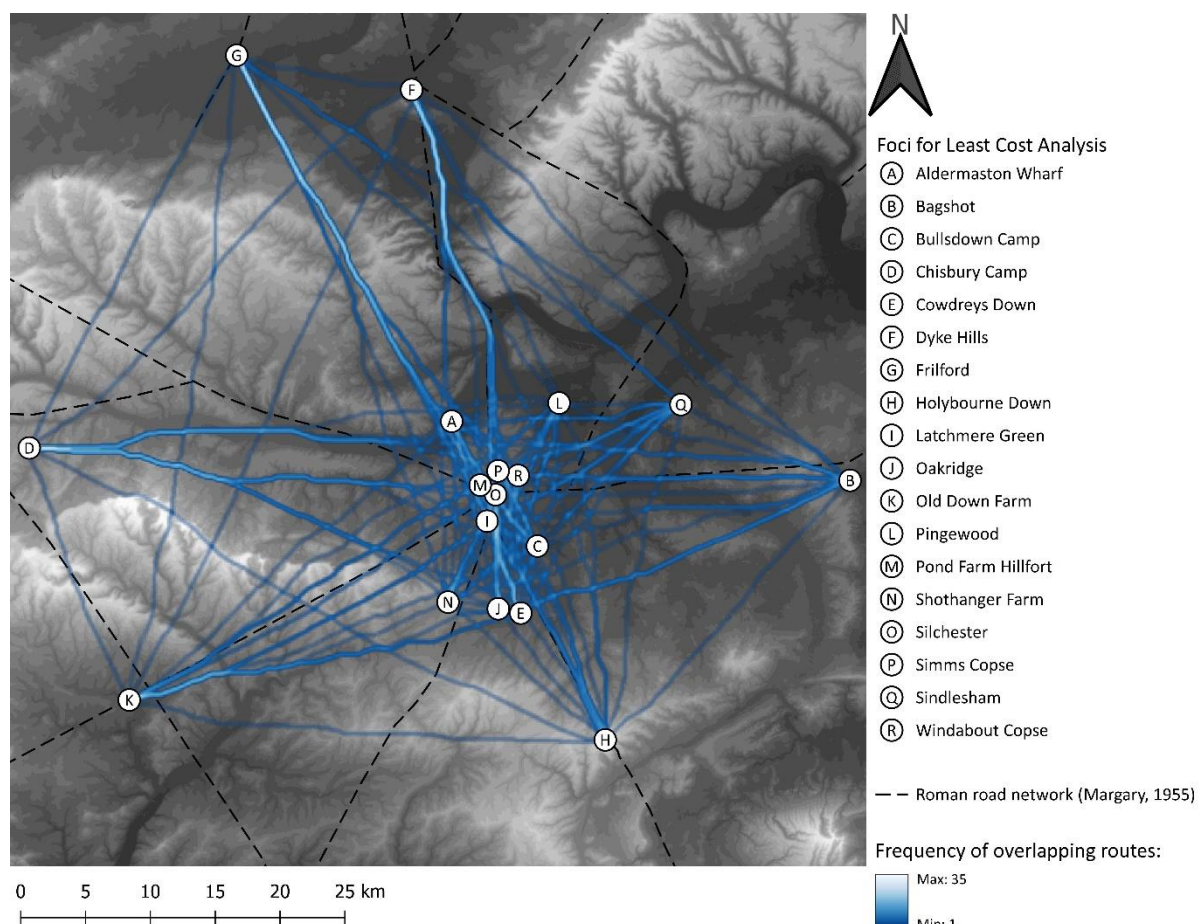 N
G
F
A
L
Q
D
P
R
M
O
B
I
C
N
J
E
K
H
Foci for Least Cost Analysis
A Aldermaston Wharf
B Bagshot
C Bullsdown Camp
D Chisbury Camp
E Cowdreys Down
F Dyke Hills
G Frilford
H Holybourne Down
I Latchmere Green
J Oakridge
K Old Down Farm
L Pingewood
M Pond Farm Hillfort
N Shothanger Farm
O Silchester
P Simms Copse
Q Sindlesham
R Windabout Copse
Roman road network (Margary, 1955)
Frequency of overlapping routes:
Max: 35
Min: 1
0 5 10 15 20 25 km